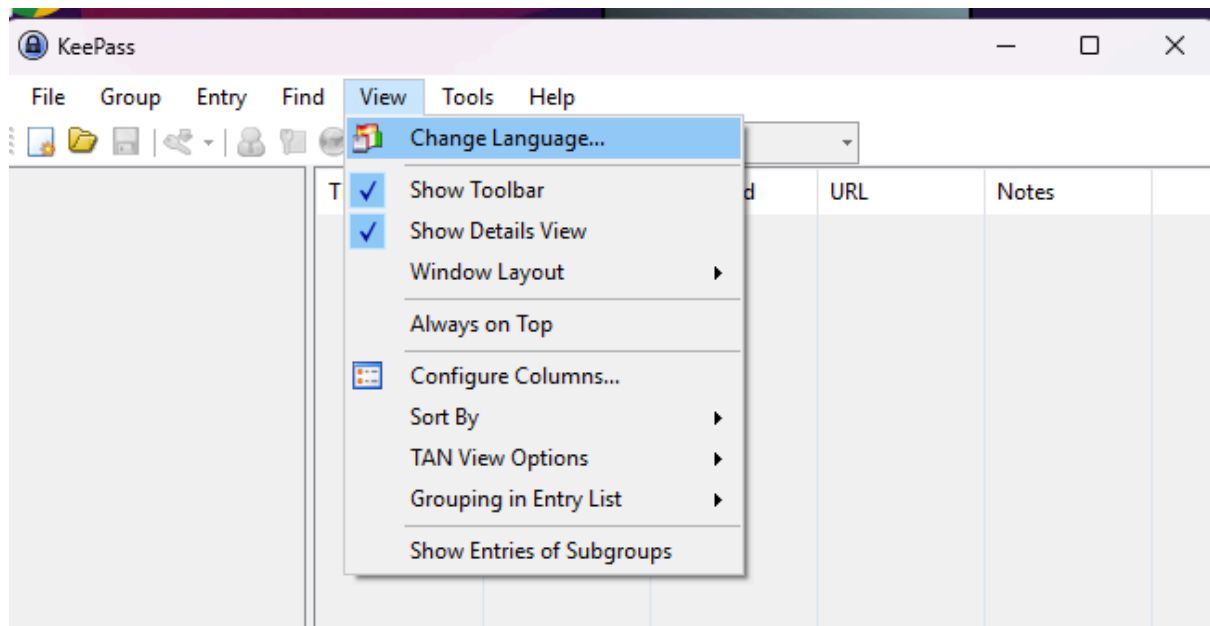 KeePass
File Group Entry Find View Tools Help
Change Language...
URL Notes
Show Toolbar
Show Details View
Window Layout
Always on Top
Configure Columns...
Sort By
TAN View Options
Grouping in Entry List
Show Entries of Subgroups